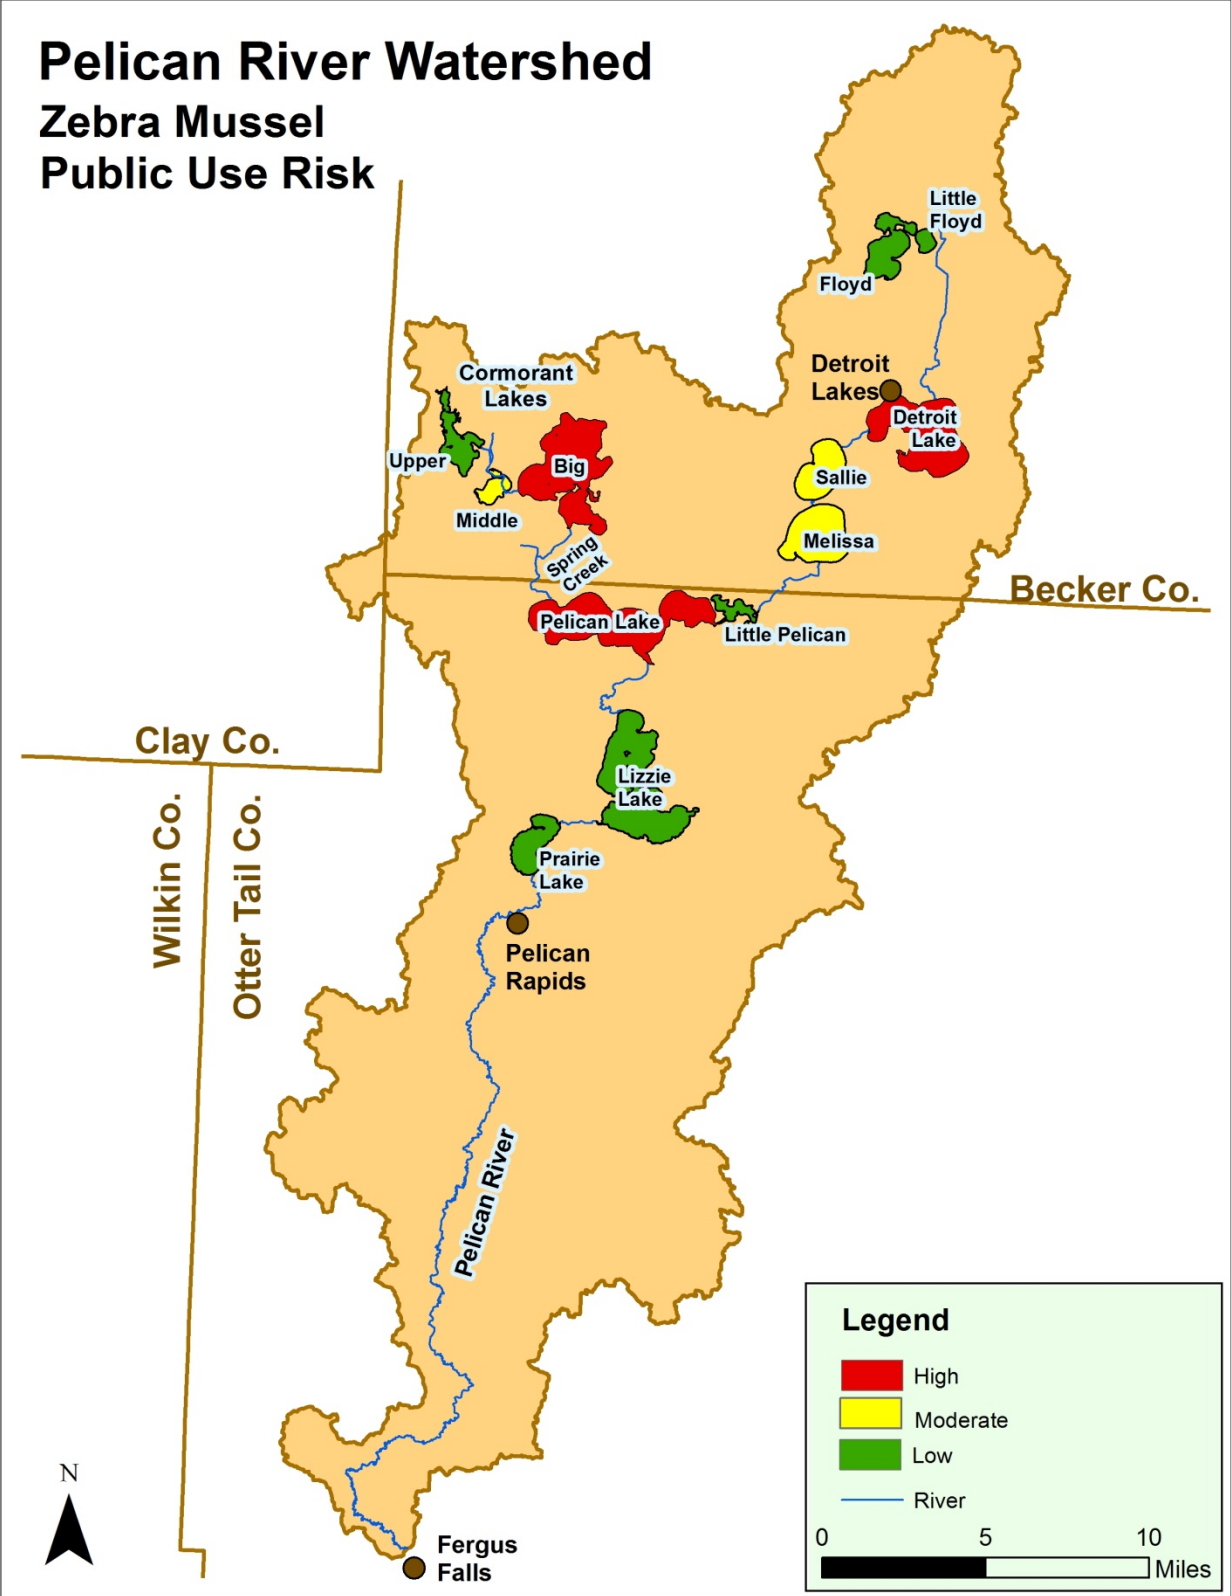 Pelican River Watershed
Zebra Mussel
Public Use Risk
Little
Floyd
Floyd
Detroit
Lakes
Detroit
Lake
Cormorant
Lakes
Upper
Big
Middle
Sallie
Melissa
Spring
Creek
Becker Co.
Pelican Lake
Little Pelican
Clay Co.
Lizzie
Lake
Wilkin Co.
Otter Tail Co.
Prairie
Lake
Pelican
Rapids
Pelican River
Legend
High
Moderate
Low
River
0 5 10
Miles
N
Fergus
Falls